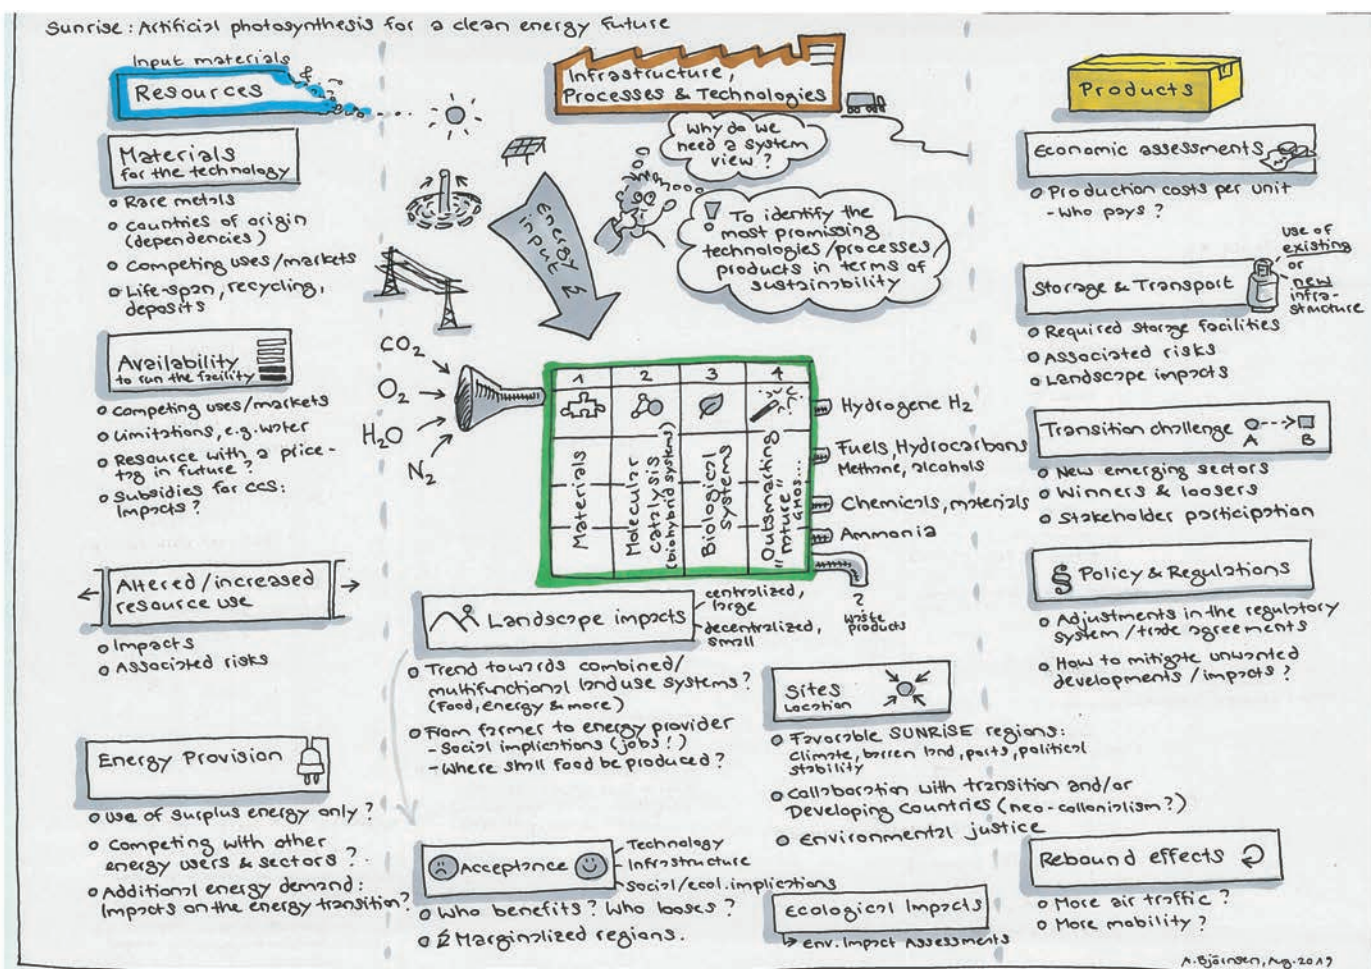 Sunrise: Artificial photosynthesis for a clean energy future
Input materials
&
Resources
Materials
for the technology
Rare metals
Countries of origin
(dependencies)
Competing uses/markets
Life-span, recycling,
deposits
Availability
to run the facility
Competing uses/markets
Limitations, e.g. water
Resource with a price-
tag in future?
Subsidies for CCS:
Impacts?
Altered/increased
resource use
Impacts
Associated risks
Energy Provision
Use of surplus energy only?
Competing with other
energy users & sectors?
Additional energy demand:
Impacts on the energy transition?
Infrastructure,
Processes & Technologies
Why do we
need a system
view?
To identify the
most promissing
technologies/processes/
products in terms of
sustainability
Energy
input
CO2
O2
H2O
N2
1 2 3 4
Materials
Molecular
catalysis
(biohybrid systems)
Biological
systems
Outsmarting
"nature"
GMOs...
Hydrogene H2
Fuels, Hydrocarbons
Methane, alcohols
Chemicals, materials
Ammonia
?
waste
products
Landscape impacts
centralized,
large
decentralized,
small
Trend towards combined/
multifunctional land use systems?
(Food, energy & more)
From farmer to energy provider
- Social implications (jobs!)
- Where shall food be produced?
Acceptance
Technology
Infrastructure
Social/ecol. implications
Who benefits? Who looses?
Marginalized regions.
Sites
Location
Favorable SUNRISE regions:
Climate, barren land, ports, political
stability
Collaboration with transition and/or
Developing Countries (neo-collonialism?)
Environmental justice
Ecological Impacts
Env. Impact Assessments
Products
Economic assessments
Production costs per unit
- Who pays?
Storage & Transport
use of
existing
or
new
infra-
structure
Required storage facilities
Associated risks
Landscape impacts
Transition challenge
A B
New emerging sectors
Winners & loosers
Stakeholder participation
§ Policy & Regulations
Adjustments in the regulatory
system/trade agreements
How to mitigate unwanted
developments/impacts?
Rebound effects
More air traffic?
More mobility?
A. Björnsen, Aug. 2019